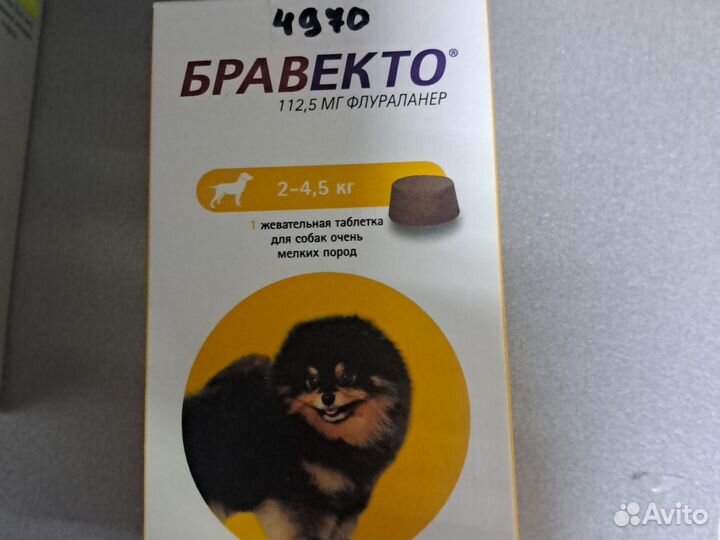 4970
БРАВЕКТО®
112,5 МГ ФЛУРАЛАНЕР
2–4,5 кг
1 жевательная таблетка
для собак очень
мелких пород
Avito